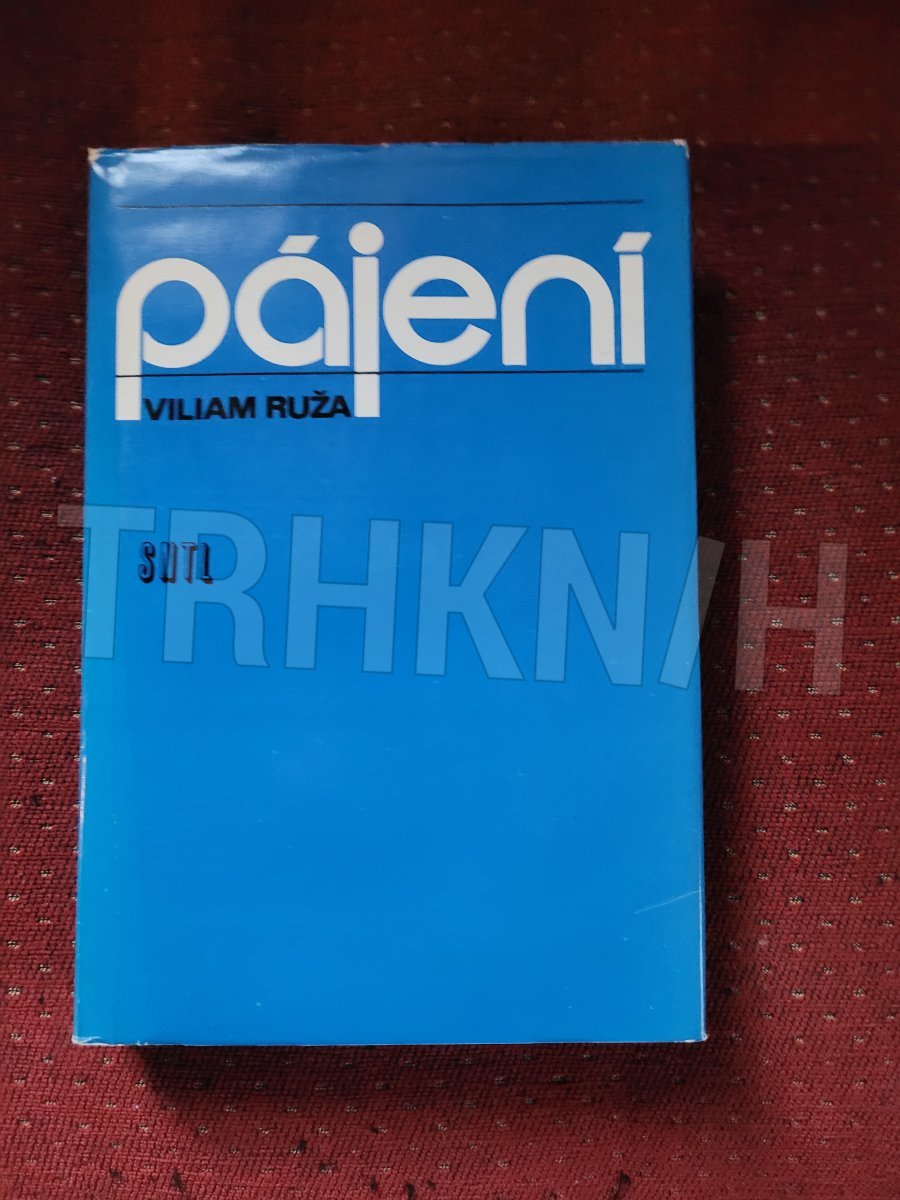 pájení
VILIAM RUŽA
SNTL
TRHKNIH